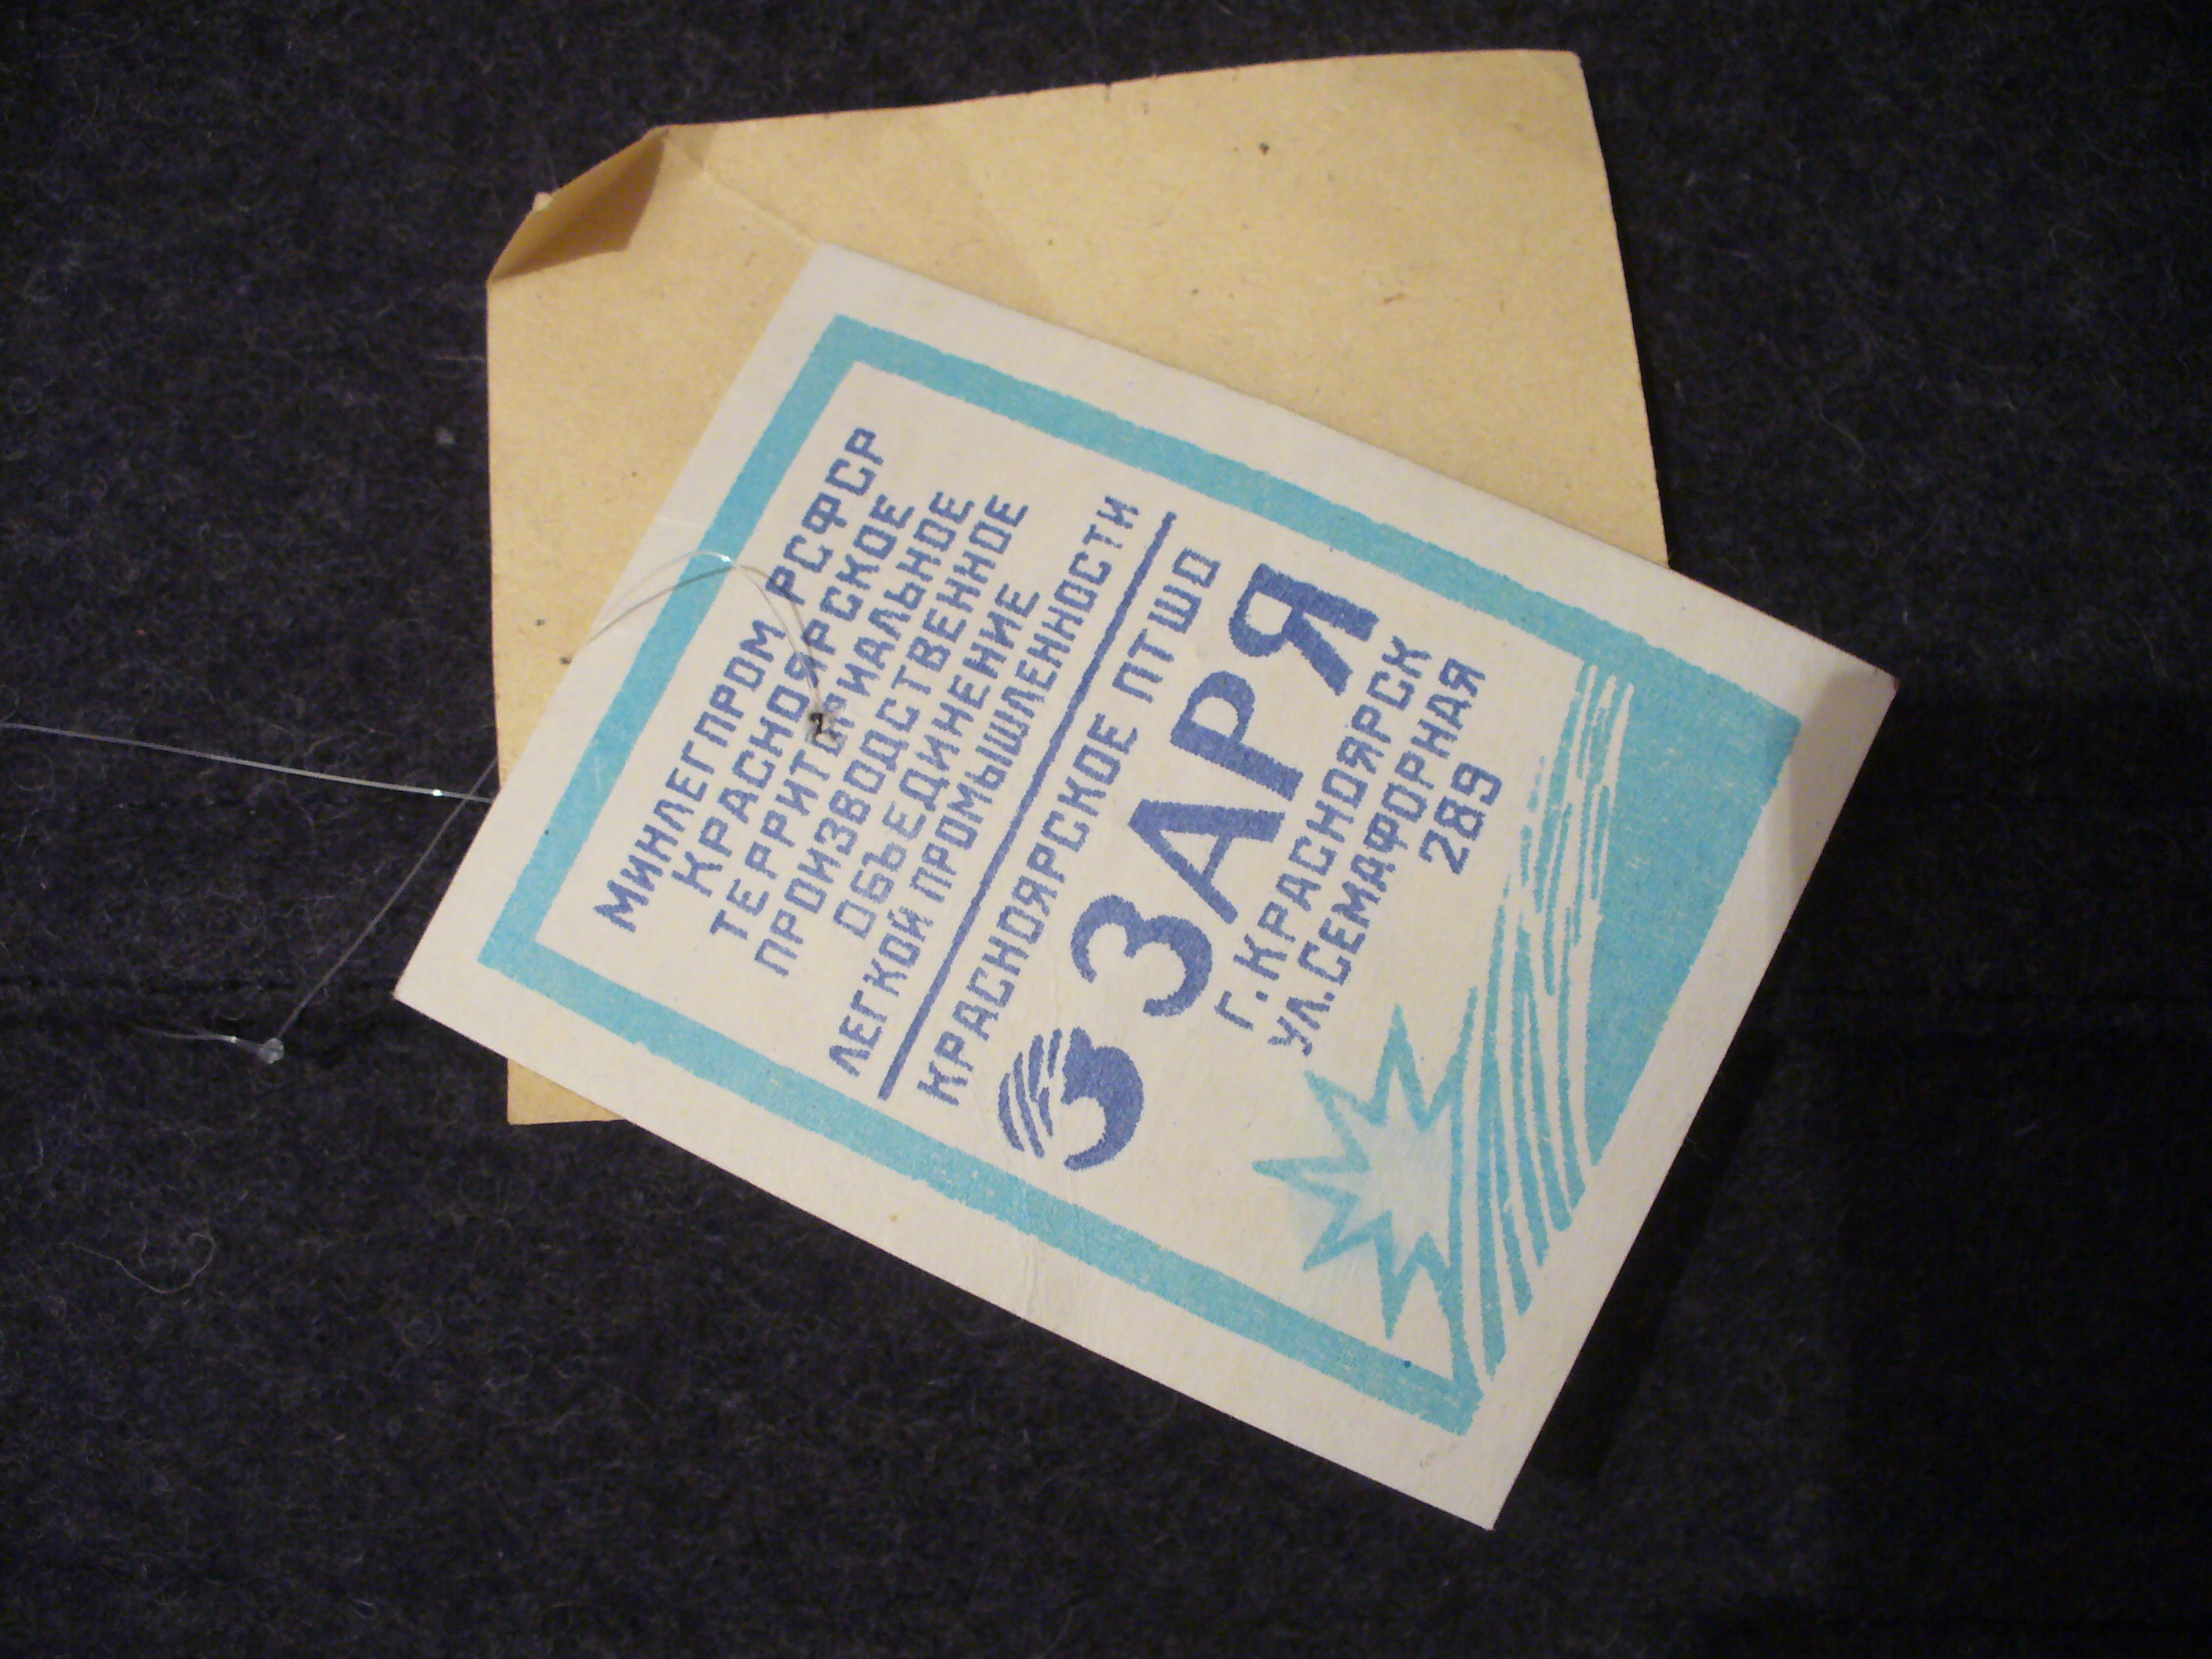 МИНЛЕГПРОМ РСФСР
КРАСНОЯРСКОЕ
ТЕРРИТОРИАЛЬНОЕ
ПРОИЗВОДСТВЕННОЕ
ОБЪЕДИНЕНИЕ
ЛЕГКОЙ ПРОМЫШЛЕННОСТИ
КРАСНОЯРСКОЕ ПТШО
ЗАРЯ
Г.КРАСНОЯРСК
УЛ.СЕМАФОРНАЯ
289